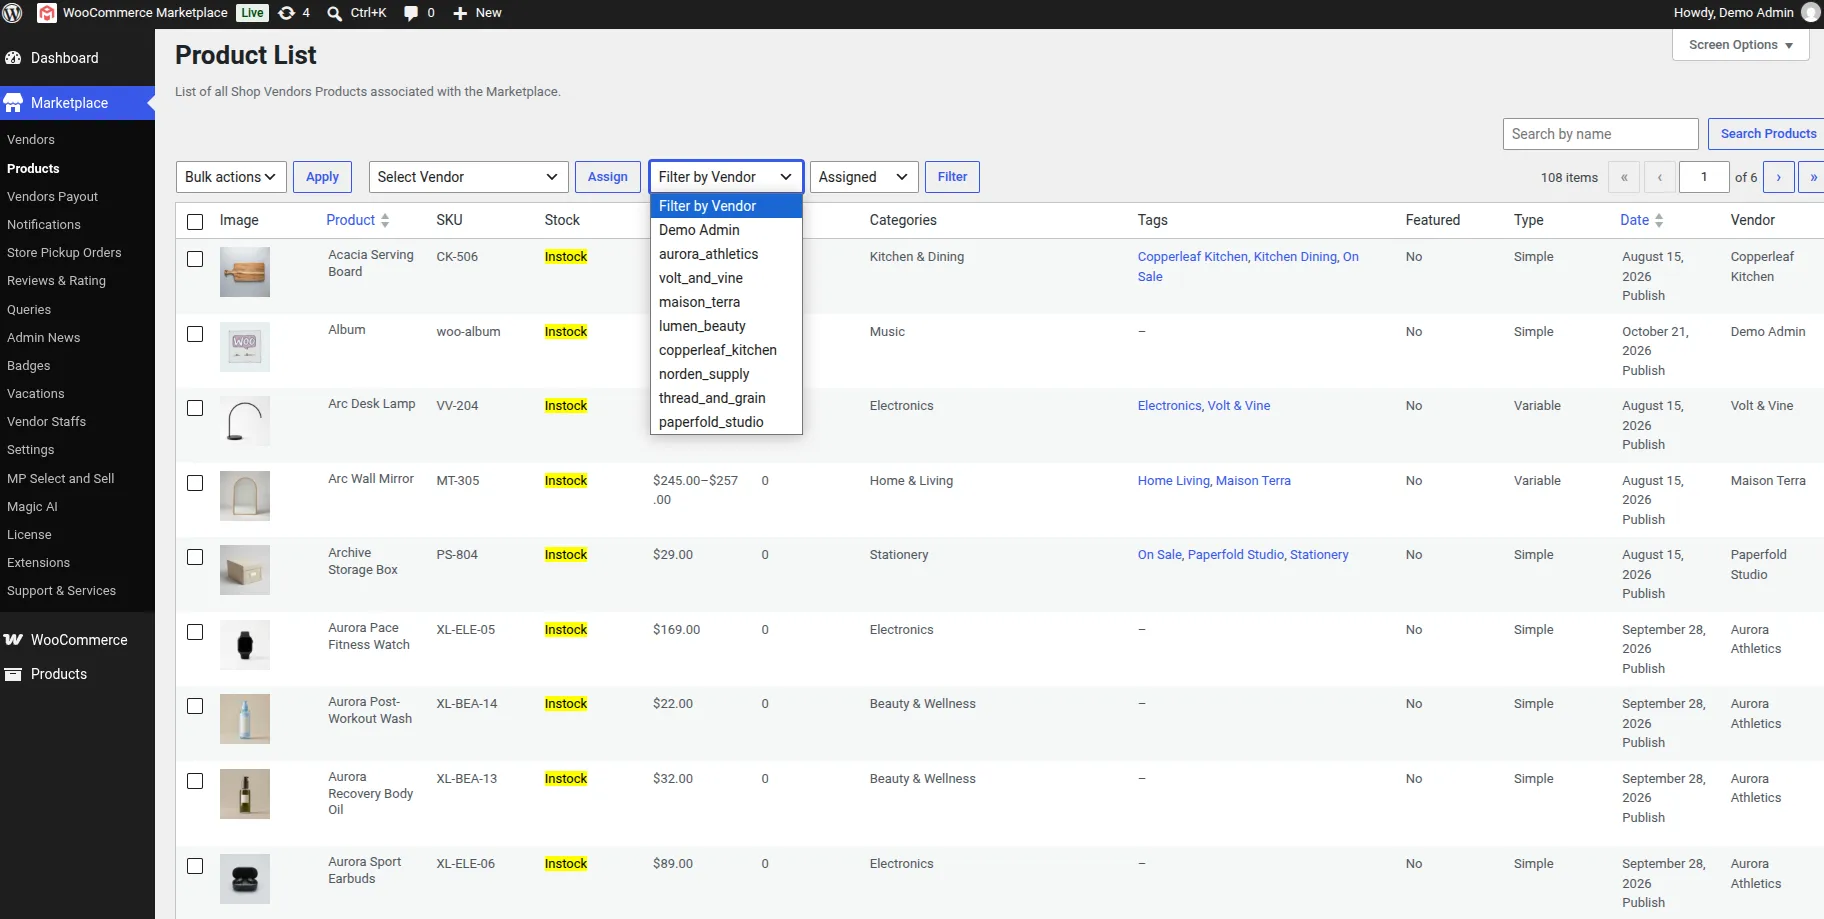 WooCommerce Marketplace Live 4 Ctrl+K 0 New Howdy, Demo Admin
Dashboard
Marketplace
Vendors
Products
Vendors Payout
Notifications
Store Pickup Orders
Reviews & Rating
Queries
Admin News
Badges
Vacations
Vendor Staffs
Settings
MP Select and Sell
Magic AI
License
Extensions
Support & Services
WooCommerce
Products
Screen Options
Product List
List of all Shop Vendors Products associated with the Marketplace.
Search by name Search Products
Bulk actions Apply Select Vendor Assign Filter by Vendor Assigned Filter 108 items « ‹ 1 of 6 › »
Filter by Vendor
Demo Admin
aurora_athletics
volt_and_vine
maison_terra
lumen_beauty
copperleaf_kitchen
norden_supply
thread_and_grain
paperfold_studio
Image Product SKU Stock Categories Tags Featured Type Date Vendor
Acacia Serving CK-506 Instock Kitchen & Dining Copperleaf Kitchen, Kitchen Dining, On No Simple August 15, Copperleaf
Board Sale 2026 Kitchen
Publish
Album woo-album Instock Music – No Simple October 21, Demo Admin
WOO 2026
Publish
Arc Desk Lamp VV-204 Instock Electronics Electronics, Volt & Vine No Variable August 15, Volt & Vine
2026
Publish
Arc Wall Mirror MT-305 Instock $245.00–$257 0 Home & Living Home Living, Maison Terra No Variable August 15, Maison Terra
.00 2026
Publish
Archive PS-804 Instock $29.00 0 Stationery On Sale, Paperfold Studio, Stationery No Simple August 15, Paperfold
Storage Box 2026 Studio
Publish
Aurora Pace XL-ELE-05 Instock $169.00 0 Electronics – No Simple September 28, Aurora
Fitness Watch 2026 Athletics
Publish
Aurora Post- XL-BEA-14 Instock $22.00 0 Beauty & Wellness – No Simple September 28, Aurora
Workout Wash 2026 Athletics
Publish
Aurora XL-BEA-13 Instock $32.00 0 Beauty & Wellness – No Simple September 28, Aurora
Recovery Body 2026 Athletics
Oil Publish
Aurora Sport XL-ELE-06 Instock $89.00 0 Electronics – No Simple September 28, Aurora
Earbuds 2026 Athletics
Publish